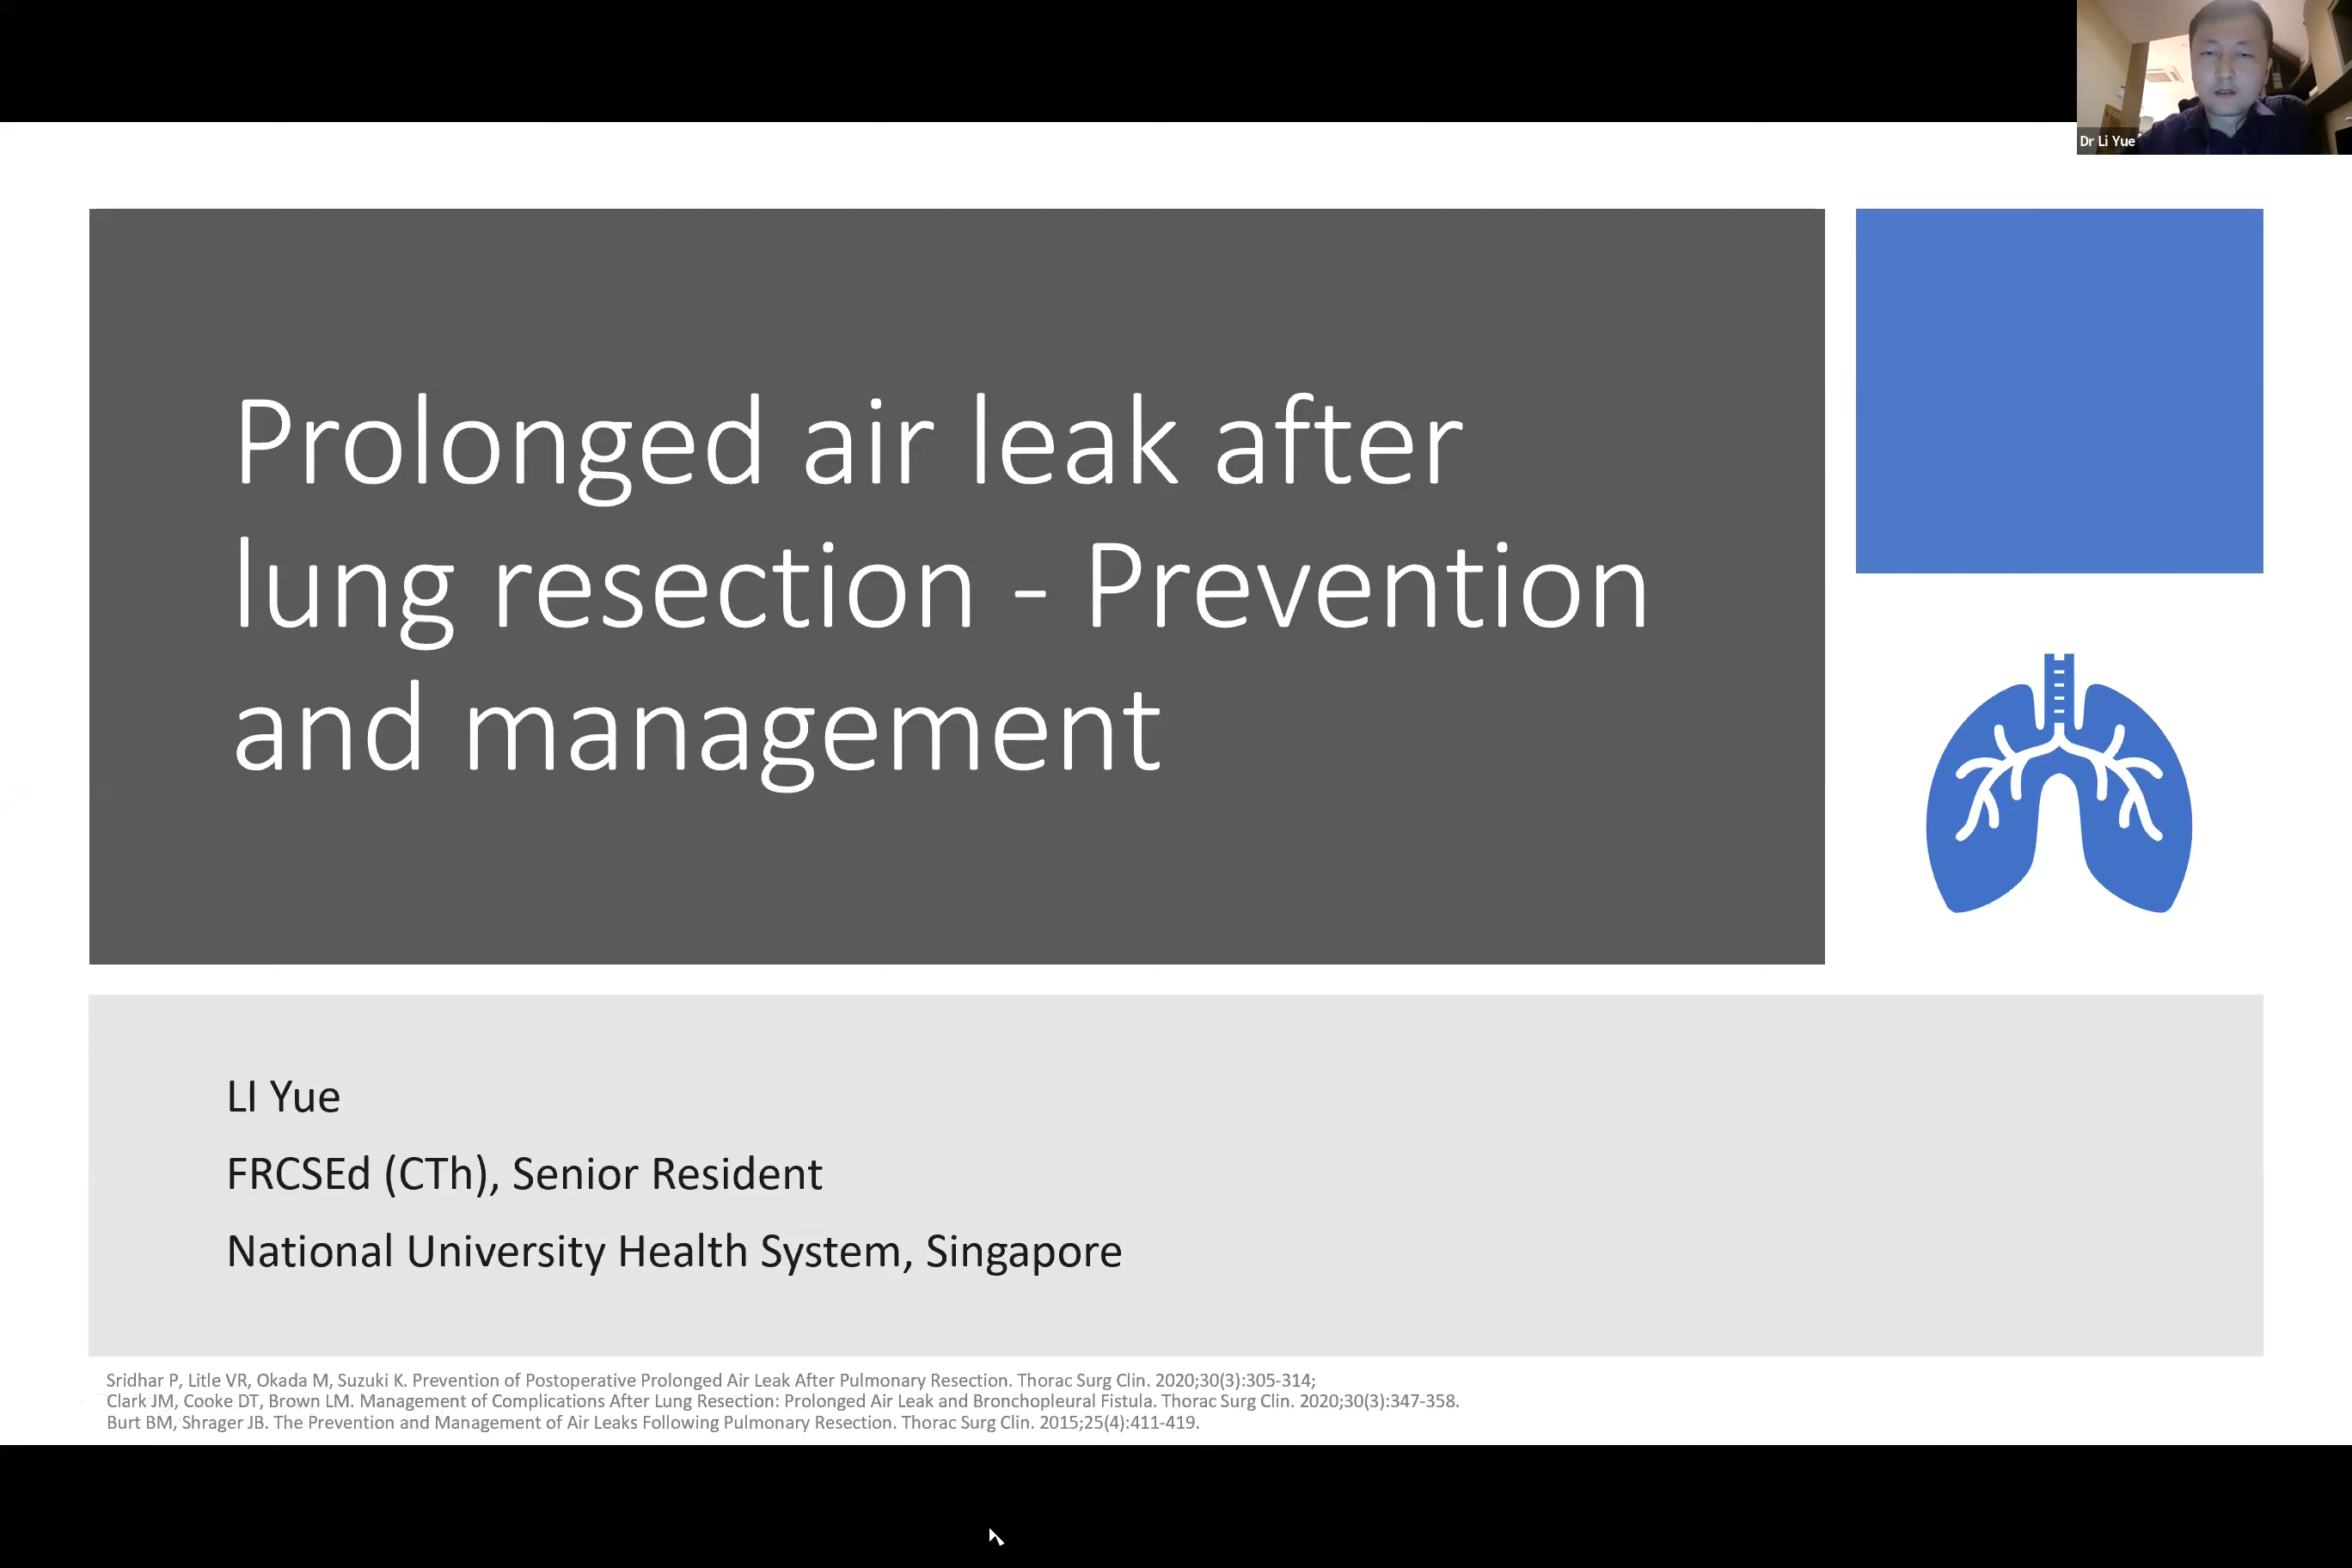 Dr Li Yue
Prolonged air leak after
lung resection - Prevention
and management
LI Yue
FRCSEd (CTh), Senior Resident
National University Health System, Singapore
Sridhar P, Litle VR, Okada M, Suzuki K. Prevention of Postoperative Prolonged Air Leak After Pulmonary Resection. Thorac Surg Clin. 2020;30(3):305-314;
Clark JM, Cooke DT, Brown LM. Management of Complications After Lung Resection: Prolonged Air Leak and Bronchopleural Fistula. Thorac Surg Clin. 2020;30(3):347-358.
Burt BM, Shrager JB. The Prevention and Management of Air Leaks Following Pulmonary Resection. Thorac Surg Clin. 2015;25(4):411-419.